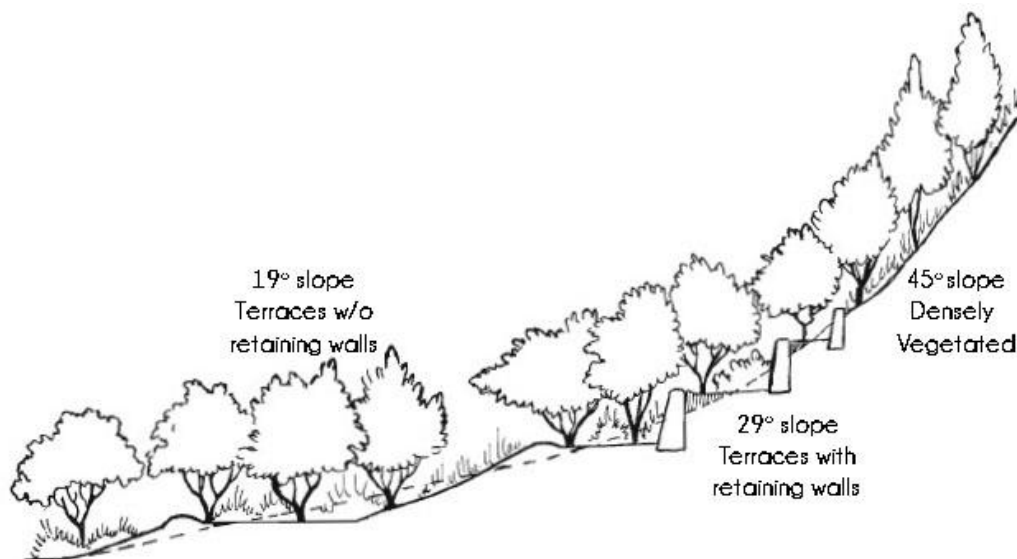 19° slope
Terraces w/o
retaining walls
45° slope
Densely
Vegetated
29° slope
Terraces with
retaining walls